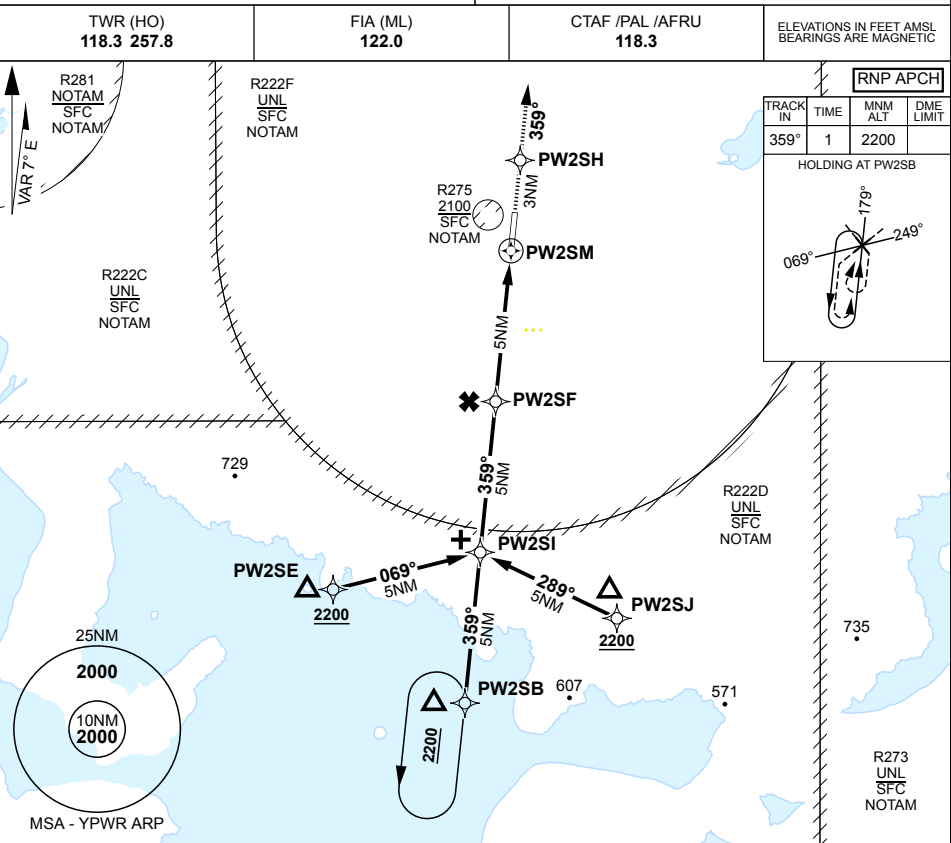 TWR (HO)
118.3 257.8
FIA (ML)
122.0
CTAF /PAL /AFRU
118.3
ELEVATIONS IN FEET AMSL
BEARINGS ARE MAGNETIC
RNP APCH
TRACK IN
TIME
MNM ALT
DME LIMIT
359°
1
2200
HOLDING AT PW2SB
179°
249°
069°
VAR 7° E
R281
NOTAM
SFC
NOTAM
R222F
UNL
SFC
NOTAM
359°
PW2SH
3NM
R275
2100
SFC
NOTAM
PW2SM
R222C
UNL
SFC
NOTAM
5NM
PW2SF
359°
5NM
729
R222D
UNL
SFC
NOTAM
PW2SI
PW2SE
069°
5NM
2200
289°
5NM
PW2SJ
2200
359°
5NM
735
25NM
2000
10NM
2000
MSA - YPWR ARP
PW2SB
2200
607
571
R273
UNL
SFC
NOTAM